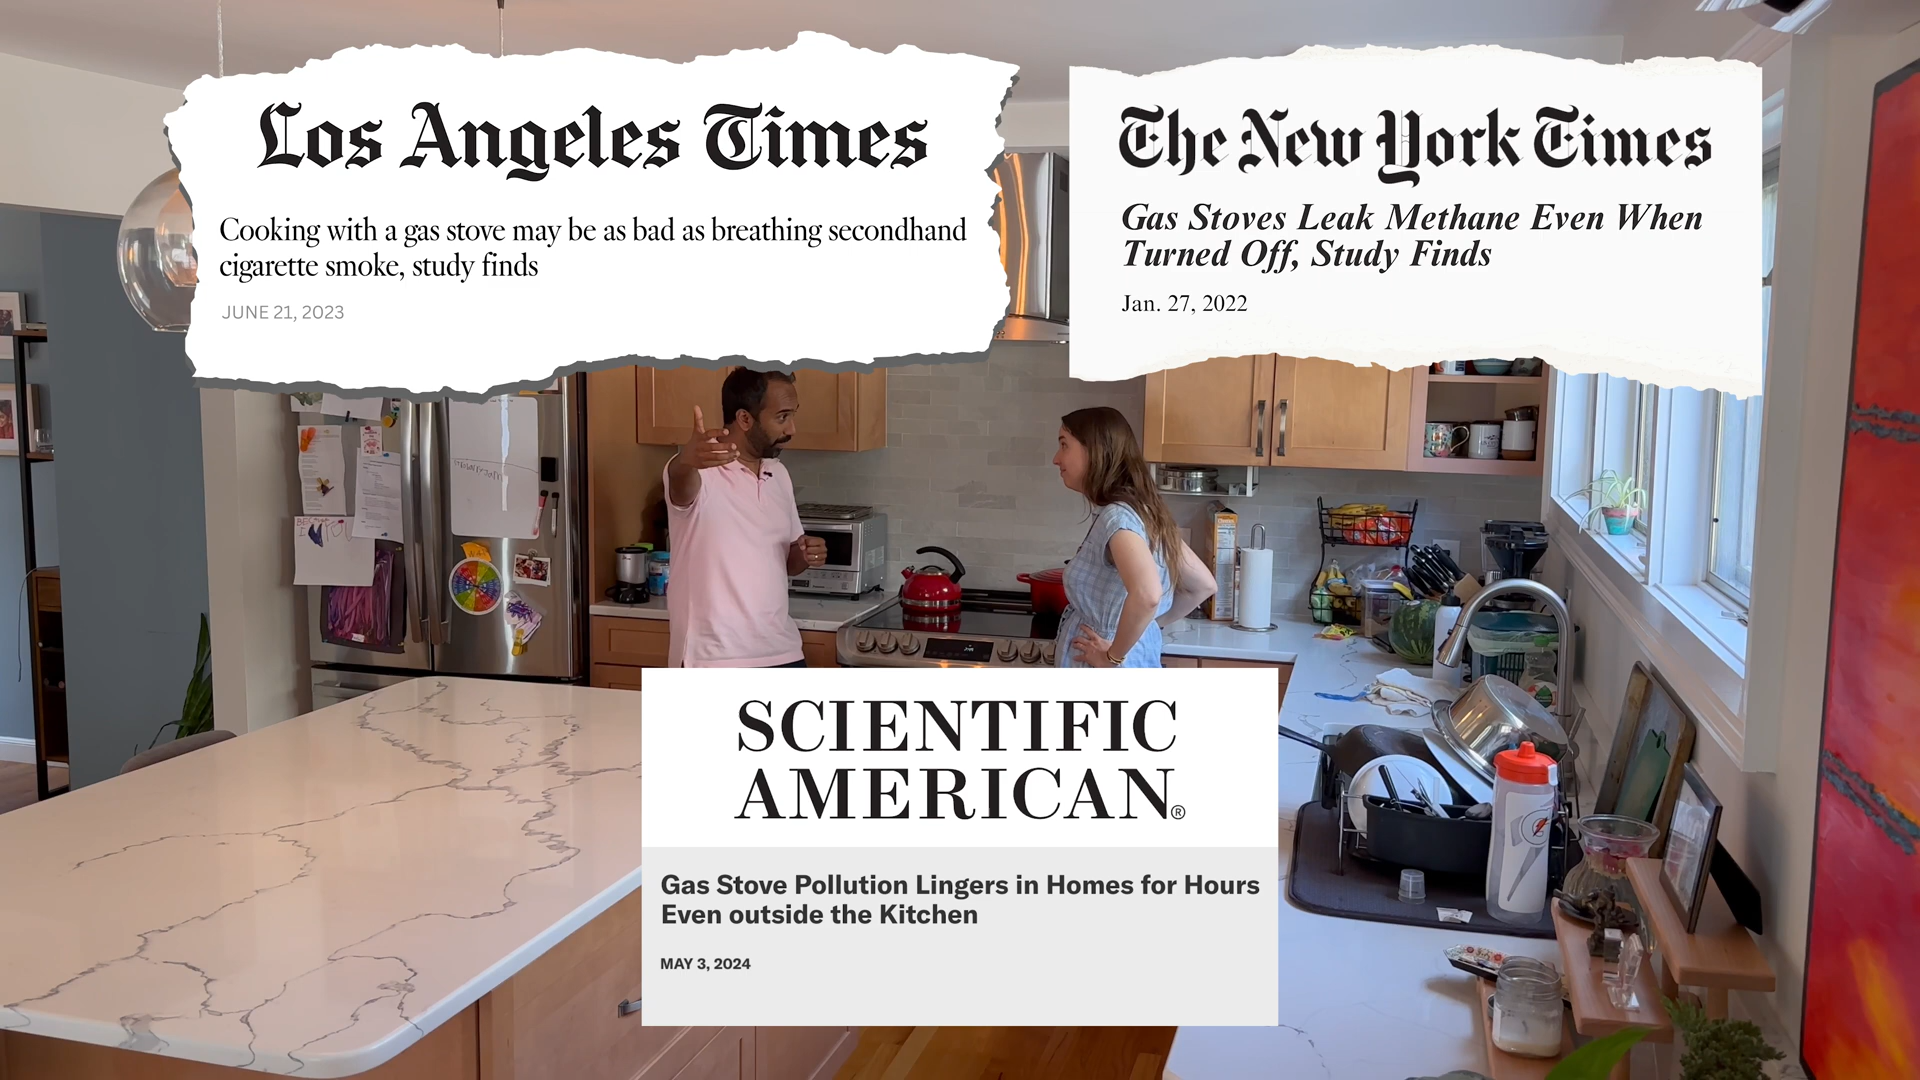 Los Angeles Times
Cooking with a gas stove may be as bad as breathing secondhand
cigarette smoke, study finds
JUNE 21, 2023
The New York Times
Gas Stoves Leak Methane Even When
Turned Off, Study Finds
Jan. 27, 2022
SCIENTIFIC
AMERICAN®
Gas Stove Pollution Lingers in Homes for Hours
Even outside the Kitchen
MAY 3, 2024